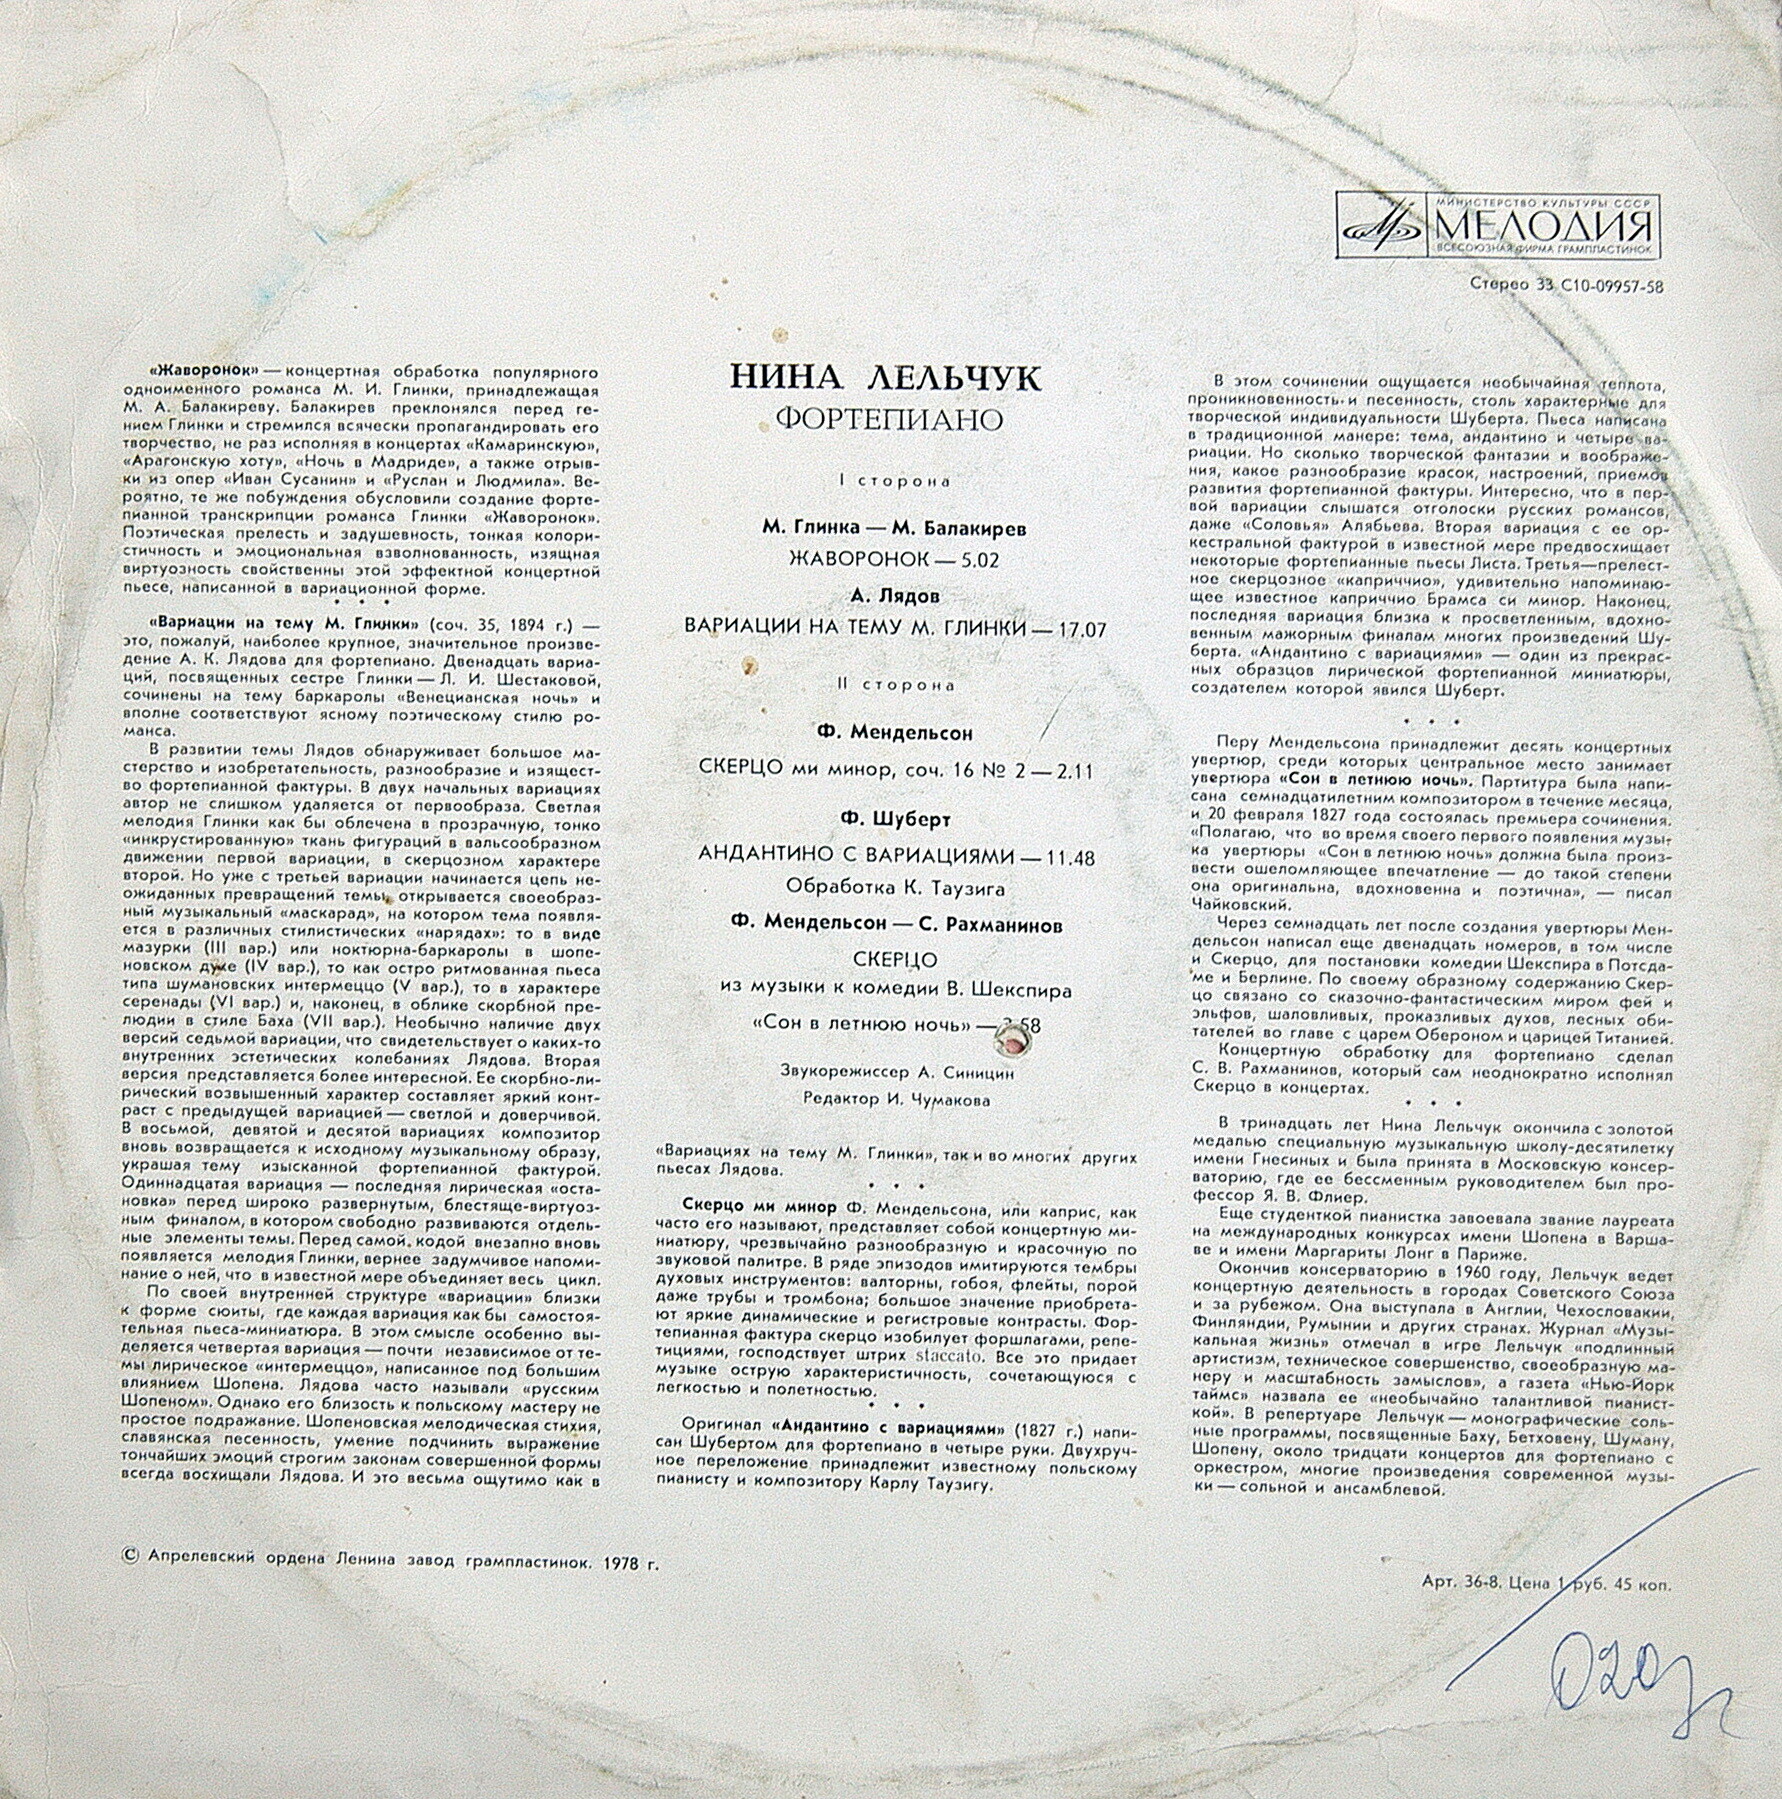 МИНИСТЕРСТВО КУЛЬТУРЫ СССР
МЕЛОДИЯ
ВСЕСОЮЗНАЯ ФИРМА ГРАМПЛАСТИНОК
Стерео 33 С10-09957-58
«Жаворонок» — концертная обработка популярного
одноименного романса М. И. Глинки, принадлежащая
М. А. Балакиреву. Балакирев преклонялся перед ге-
нием Глинки и стремился всячески пропагандировать его
творчество, не раз исполняя в концертах «Камаринскую»,
«Арагонскую хоту», «Ночь в Мадриде», а также отрыв-
ки из опер «Иван Сусанин» и «Руслан и Людмила». Ве-
роятно, те же побуждения обусловили создание форте-
пианной транскрипции романса Глинки «Жаворонок».
Поэтическая прелесть и задушевность, тонкая колори-
стичность и эмоциональная взволнованность, изящная
виртуозность свойственны этой эффектной концертной
пьесе, написанной в вариационной форме.
• • •
«Вариации на тему М. Глинки» (соч. 35, 1894 г.) —
это, пожалуй, наиболее крупное, значительное произве-
дение А. К. Лядова для фортепиано. Двенадцать вариа-
ций, посвященных сестре Глинки — Л. И. Шестаковой,
сочинены на тему баркаролы «Венецианская ночь» и
вполне соответствуют ясному поэтическому стилю ро-
манса.
В развитии темы Лядов обнаруживает большое ма-
стерство и изобретательность, разнообразие и изящест-
во фортепианной фактуры. В двух начальных вариациях
автор не слишком удаляется от первообраза. Светлая
мелодия Глинки как бы облечена в прозрачную, тонко
«инкрустированную» ткань фигураций в вальсообразном
движении первой вариации, в скерцозном характере
второй. Но уже с третьей вариации начинается цепь не-
ожиданных превращений темы, открывается своеобраз-
ный музыкальный «маскарад», на котором тема появля-
ется в различных стилистических «нарядах»: то в виде
мазурки (III вар.) или ноктюрна-баркаролы в шопе-
новском духе (IV вар.), то как остро ритмованная пьеса
типа шумановских интермеццо (V вар.), то в характере
серенады (VI вар.) и, наконец, в облике скорбной пре-
людии в стиле Баха (VII вар.). Необычно наличие двух
версий седьмой вариации, что свидетельствует о каких-то
внутренних эстетических колебаниях Лядова. Вторая
версия представляется более интересной. Ее скорбно-ли-
рический возвышенный характер составляет яркий конт-
раст с предыдущей вариацией — светлой и доверчивой.
В восьмой, девятой и десятой вариациях композитор
вновь возвращается к исходному музыкальному образу,
украшая тему изысканной фортепианной фактурой.
Одиннадцатая вариация — последняя лирическая «оста-
новка» перед широко развернутым, блестяще-виртуоз-
ным финалом, в котором свободно развиваются отдель-
ные элементы темы. Перед самой кодой внезапно вновь
появляется мелодия Глинки, вернее задумчивое напоми-
нание о ней, что в известной мере объединяет весь цикл.
По своей внутренней структуре «вариации» близки
к форме сюиты, где каждая вариация как бы самостоя-
тельная пьеса-миниатюра. В этом смысле особенно вы-
деляется четвертая вариация — почти независимое от те-
мы лирическое «интермеццо», написанное под большим
влиянием Шопена. Лядова часто называли «русским
Шопеном». Однако его близость к польскому мастеру не
простое подражание. Шопеновская мелодическая стихия,
славянская песенность, умение подчинить выражение
тончайших эмоций строгим законам совершенной формы
всегда восхищали Лядова. И это весьма ощутимо как в
НИНА ЛЕЛЬЧУК
ФОРТЕПИАНО
I сторона
М. Глинка — М. Балакирев
ЖАВОРОНОК — 5.02
А. Лядов
ВАРИАЦИИ НА ТЕМУ М. ГЛИНКИ — 17.07
II сторона
Ф. Мендельсон
СКЕРЦО ми минор, соч. 16 № 2 — 2.11
Ф. Шуберт
АНДАНТИНО С ВАРИАЦИЯМИ — 11.48
Обработка К. Таузига
Ф. Мендельсон — С. Рахманинов
СКЕРЦО
из музыки к комедии В. Шекспира
«Сон в летнюю ночь» —
Звукорежиссер А. Синицин
Редактор И. Чумакова
«Вариациях на тему М. Глинки», так и во многих других
пьесах Лядова.
• • •
Скерцо ми минор Ф. Мендельсона, или каприс, как
часто его называют, представляет собой концертную ми-
ниатюру, чрезвычайно разнообразную и красочную по
звуковой палитре. В ряде эпизодов имитируются тембры
духовых инструментов: валторны, гобоя, флейты, порой
даже трубы и тромбона; большое значение приобрета-
ют яркие динамические и регистровые контрасты. Фор-
тепианная фактура скерцо изобилует форшлагами, репе-
тициями, господствует штрих staccato. Все это придает
музыке острую характеристичность, сочетающуюся с
легкостью и полетностью.
• • •
Оригинал «Андантино с вариациями» (1827 г.) напи-
сан Шубертом для фортепиано в четыре руки. Двухруч-
ное переложение принадлежит известному польскому
пианисту и композитору Карлу Таузигу.
В этом сочинении ощущается необычайная теплота,
проникновенность и песенность, столь характерные для
творческой индивидуальности Шуберта. Пьеса написана
в традиционной манере: тема, андантино и четыре ва-
риации. Но сколько творческой фантазии и воображе-
ния, какое разнообразие красок, настроений, приемов
развития фортепианной фактуры. Интересно, что в пер-
вой вариации слышатся отголоски русских романсов,
даже «Соловья» Алябьева. Вторая вариация с ее ор-
кестральной фактурой в известной мере предвосхищает
некоторые фортепианные пьесы Листа. Третья—прелест-
ное скерцозное «каприччио», удивительно напоминаю-
щее известное каприччио Брамса си минор. Наконец,
последняя вариация близка к просветленным, вдохно-
венным мажорным финалам многих произведений Шу-
берта. «Андантино с вариациями» — один из прекрас-
ных образцов лирической фортепианной миниатюры,
создателем которой явился Шуберт.
• • •
Перу Мендельсона принадлежит десять концертных
увертюр, среди которых центральное место занимает
увертюра «Сон в летнюю ночь». Партитура была напи-
сана семнадцатилетним композитором в течение месяца,
и 20 февраля 1827 года состоялась премьера сочинения.
«Полагаю, что во время своего первого появления музы-
ка увертюры «Сон в летнюю ночь» должна была произ-
вести ошеломляющее впечатление — до такой степени
она оригинальна, вдохновенна и поэтична», — писал
Чайковский.
Через семнадцать лет после создания увертюры Мен-
дельсон написал еще двенадцать номеров, в том числе
и Скерцо, для постановки комедии Шекспира в Потсда-
ме и Берлине. По своему образному содержанию Скер-
цо связано со сказочно-фантастическим миром фей и
эльфов, шаловливых, проказливых духов, лесных оби-
тателей во главе с царем Обероном и царицей Титанией.
Концертную обработку для фортепиано сделал
С. В. Рахманинов, который сам неоднократно исполнял
Скерцо в концертах.
• • •
В тринадцать лет Нина Лельчук окончила с золотой
медалью специальную музыкальную школу-десятилетку
имени Гнесиных и была принята в Московскую консер-
ваторию, где ее бессменным руководителем был про-
фессор Я. В. Флиер.
Еще студенткой пианистка завоевала звание лауреата
на международных конкурсах имени Шопена в Варша-
ве и имени Маргариты Лонг в Париже.
Окончив консерваторию в 1960 году, Лельчук ведет
концертную деятельность в городах Советского Союза
и за рубежом. Она выступала в Англии, Чехословакии,
Финляндии, Румынии и других странах. Журнал «Музы-
кальная жизнь» отмечал в игре Лельчук «подлинный
артистизм, техническое совершенство, своеобразную ма-
неру и масштабность замыслов», а газета «Нью-Йорк
таймс» назвала ее «необычайно талантливой пианист-
кой». В репертуаре Лельчук — монографические соль-
ные программы, посвященные Баху, Бетховену, Шуману,
Шопену, около тридцати концертов для фортепиано с
оркестром, многие произведения современной музы-
ки — сольной и ансамблевой.
© Апрелевский ордена Ленина завод грампластинок. 1978 г.
Арт. 36-8. Цена 1 руб. 45 коп.